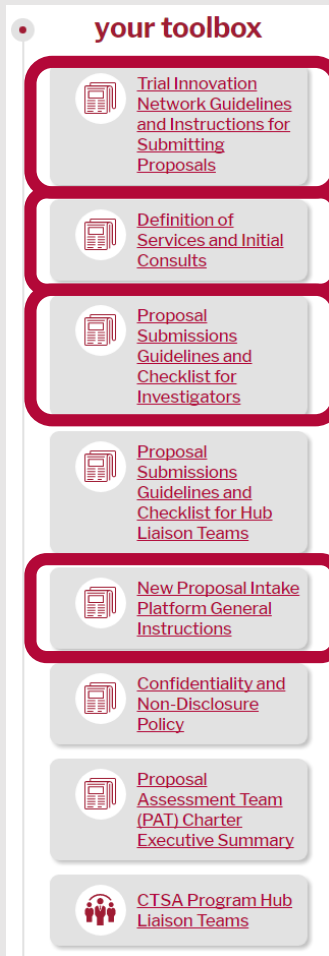 your toolbox
Trial Innovation
Network Guidelines
and Instructions for
Submitting
Proposals
Definition of
Services and Initial
Consults
Proposal
Submissions
Guidelines and
Checklist for
Investigators
Proposal
Submissions
Guidelines and
Checklist for Hub
Liaison Teams
New Proposal Intake
Platform General
Instructions
Confidentiality and
Non-Disclosure
Policy
Proposal
Assessment Team
(PAT) Charter
Executive Summary
CTSA Program Hub
Liaison Teams